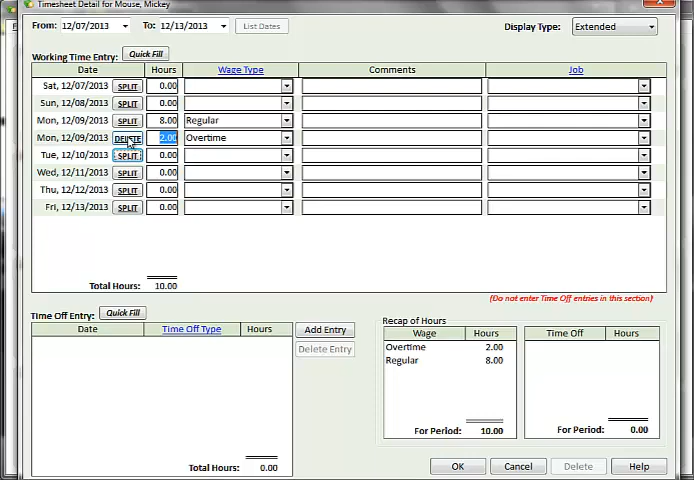 Timesheet Detail for Mouse, Mickey
From: 12/07/2013 To: 12/13/2013 List Dates Display Type: Extended
Working Time Entry: Quick Fill
Date Hours Wage Type Comments Job
Sat, 12/07/2013 SPLIT 0.00
Sun, 12/08/2013 SPLIT 0.00
Mon, 12/09/2013 SPLIT 8.00 Regular
Mon, 12/09/2013 DELETE 2.00 Overtime
Tue, 12/10/2013 SPLIT 0.00
Wed, 12/11/2013 SPLIT 0.00
Thu, 12/12/2013 SPLIT 0.00
Fri, 12/13/2013 SPLIT 0.00
Total Hours: 10.00
(Do not enter Time Off entries in this section)
Time Off Entry: Quick Fill
Date Time Off Type Hours
Add Entry
Delete Entry
Total Hours: 0.00
Recap of Hours
Wage Hours
Overtime 2.00
Regular 8.00
For Period: 10.00
Time Off Hours
For Period: 0.00
OK Cancel Delete Help